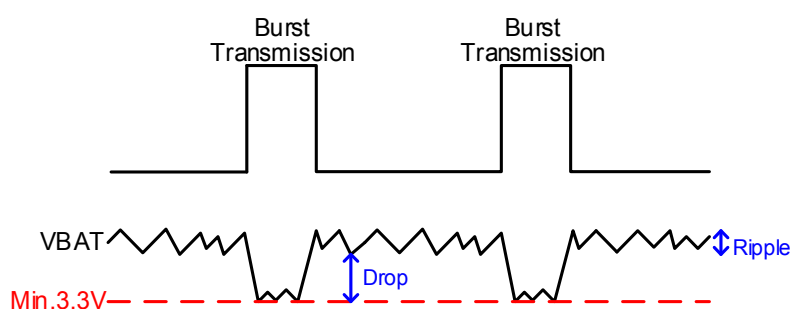 Burst
Transmission
Burst
Transmission
VBAT
Ripple
Drop
Min.3.3V